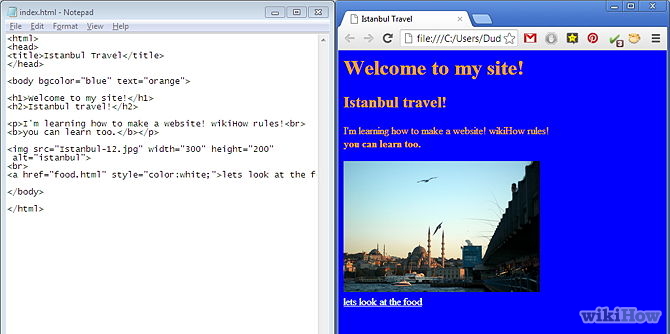 index.html - Notepad
File Edit Format View Help
<html>
<head>
<title>Istanbul Travel</title>
</head>
<body bgcolor="blue" text="orange">
<h1>Welcome to my site!</h1>
<h2>Istanbul travel!</h2>
<p>I'm learning how to make a website! wikiHow rules!<br>
<b>you can learn too.</b></p>
<img src="Istanbul-12.jpg" width="300" height="200"
alt="istanbul">
<br>
<a href="food.html" style="color:white;">lets look at the f
</body>
</html>
Istanbul Travel
file:///C:/Users/Dud
3
Welcome to my site!
Istanbul travel!
I'm learning how to make a website! wikiHow rules!
you can learn too.
lets look at the food
wikiHow